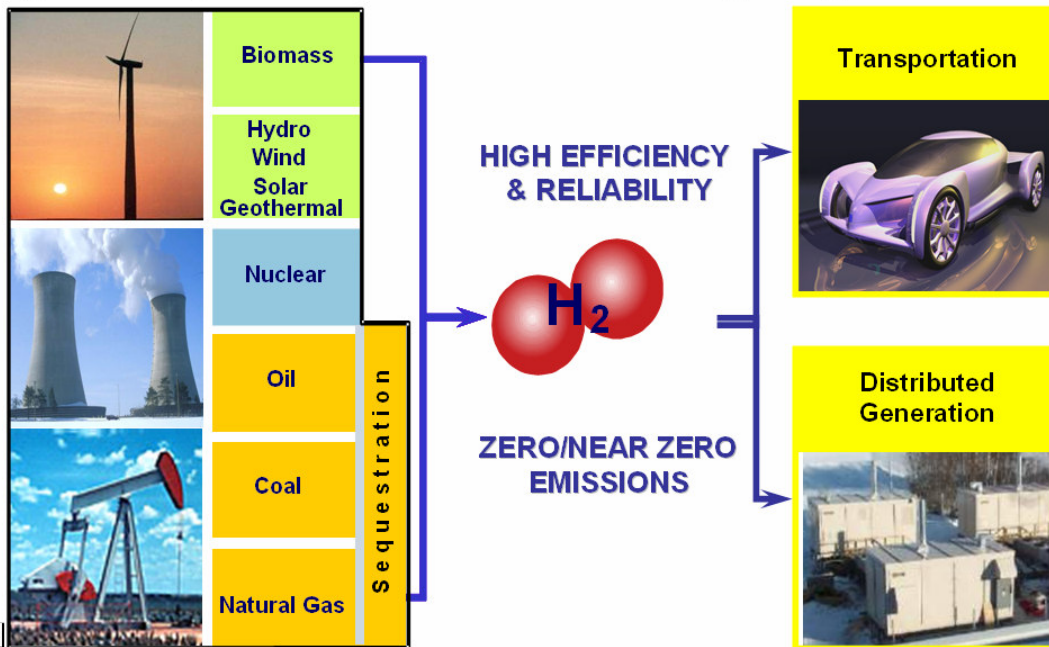 Biomass
Hydro
Wind
Solar
Geothermal
Nuclear
Oil
Coal
Natural Gas
Sequestration
HIGH EFFICIENCY
& RELIABILITY
H2
ZERO/NEAR ZERO
EMISSIONS
Transportation
Distributed
Generation